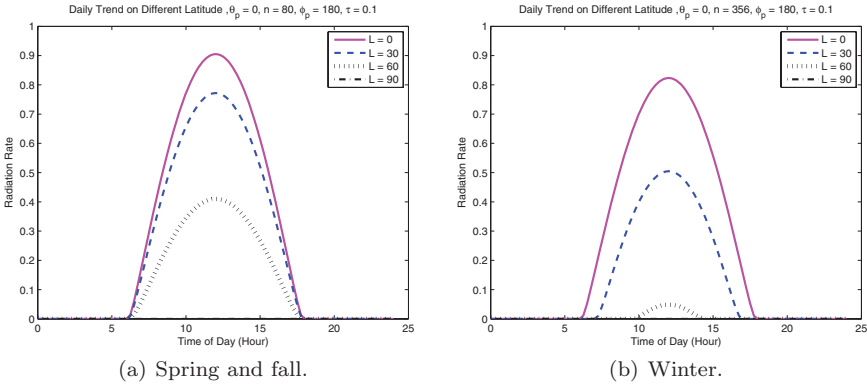 Daily Trend on Different Latitude ,θp = 0, n = 80, ϕp = 180, τ = 0.1
1
0.9
0.8
0.7
0.6
0.5
0.4
0.3
0.2
0.1
0
Radiation Rate
L = 0
L = 30
L = 60
L = 90
0 5 10 15 20 25
Time of Day (Hour)
(a) Spring and fall.
Daily Trend on Different Latitude ,θp = 0, n = 356, ϕp = 180, τ = 0.1
1
0.9
0.8
0.7
0.6
0.5
0.4
0.3
0.2
0.1
0
Radiation Rate
L = 0
L = 30
L = 60
L = 90
0 5 10 15 20 25
Time of Day (Hour)
(b) Winter.